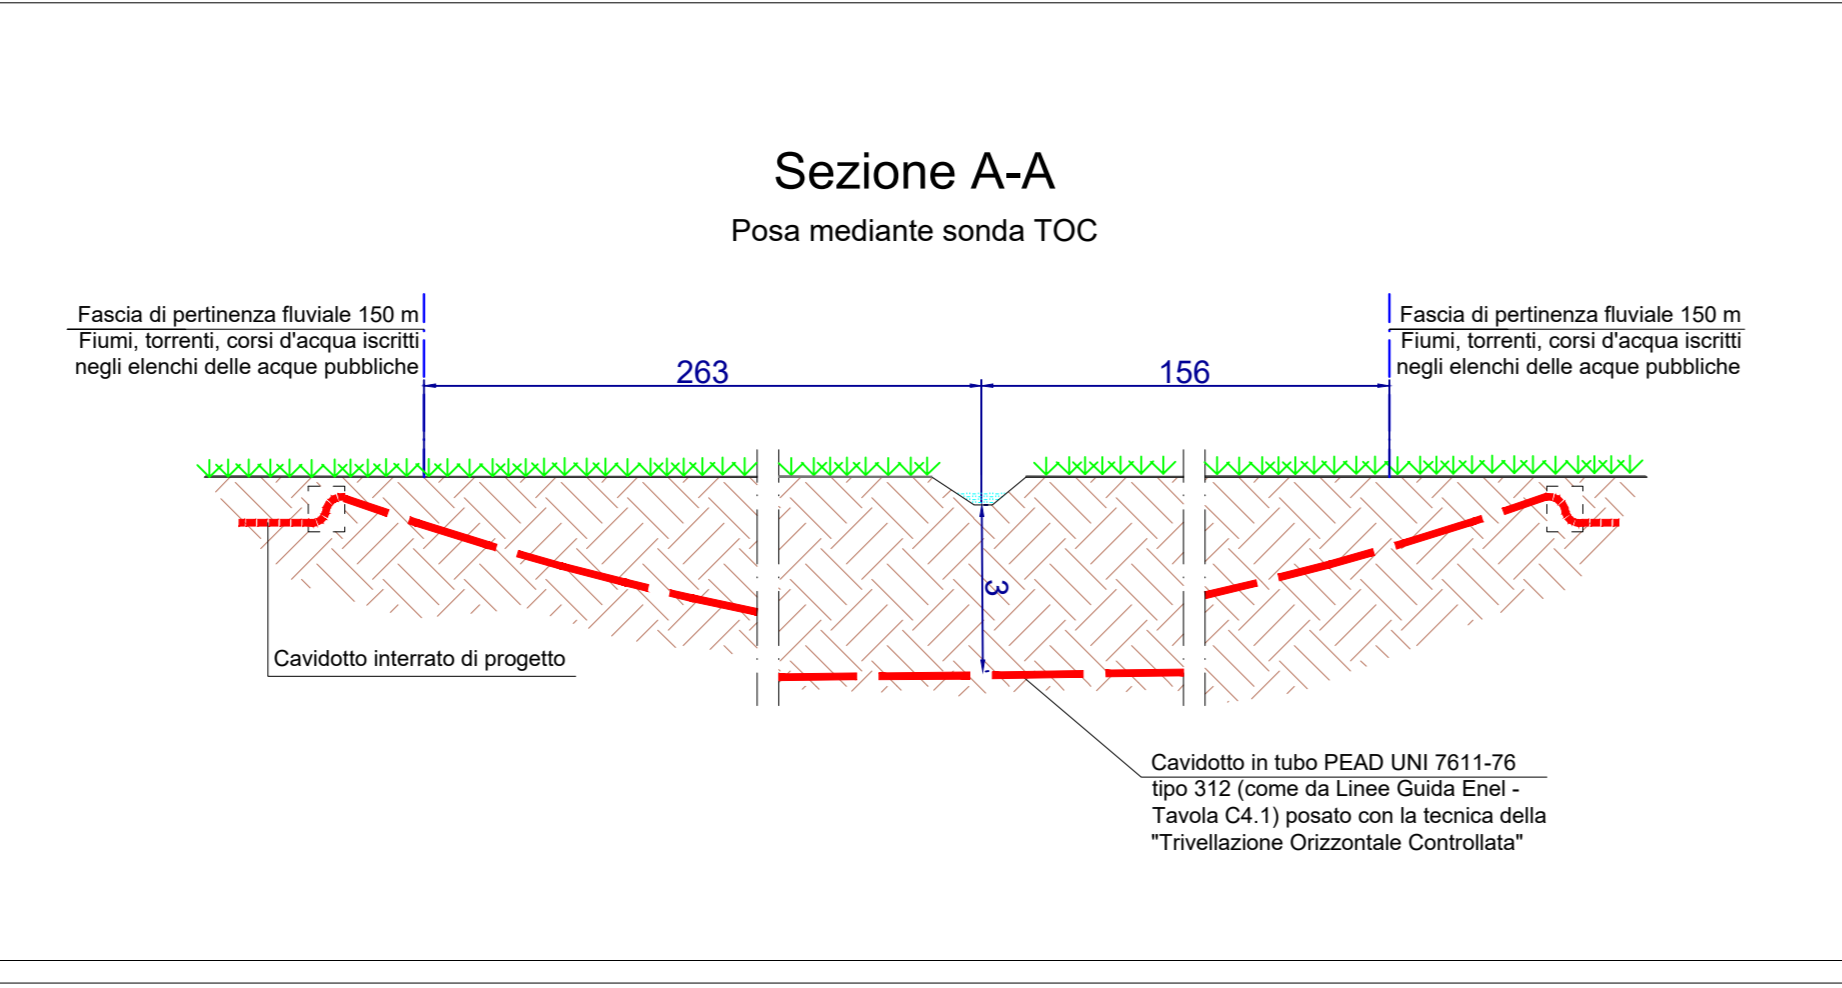 Sezione A-A
Posa mediante sonda TOC
Fascia di pertinenza fluviale 150 m
Fiumi, torrenti, corsi d'acqua iscritti
negli elenchi delle acque pubbliche
Fascia di pertinenza fluviale 150 m
Fiumi, torrenti, corsi d'acqua iscritti
negli elenchi delle acque pubbliche
263
156
3
Cavidotto interrato di progetto
Cavidotto in tubo PEAD UNI 7611-76
tipo 312 (come da Linee Guida Enel -
Tavola C4.1) posato con la tecnica della
"Trivellazione Orizzontale Controllata"